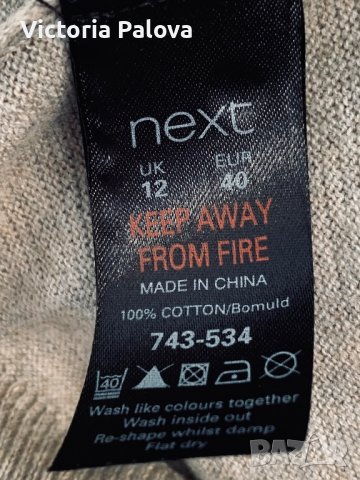 Victoria Palova
next
UK EUR
12 40
KEEP AWAY
FROM FIRE
MADE IN CHINA
100% COTTON/Bomuld
743-534
40
Wash like colours together
Wash inside out
Re-shape whilst damp
Flat dry
BAZAR